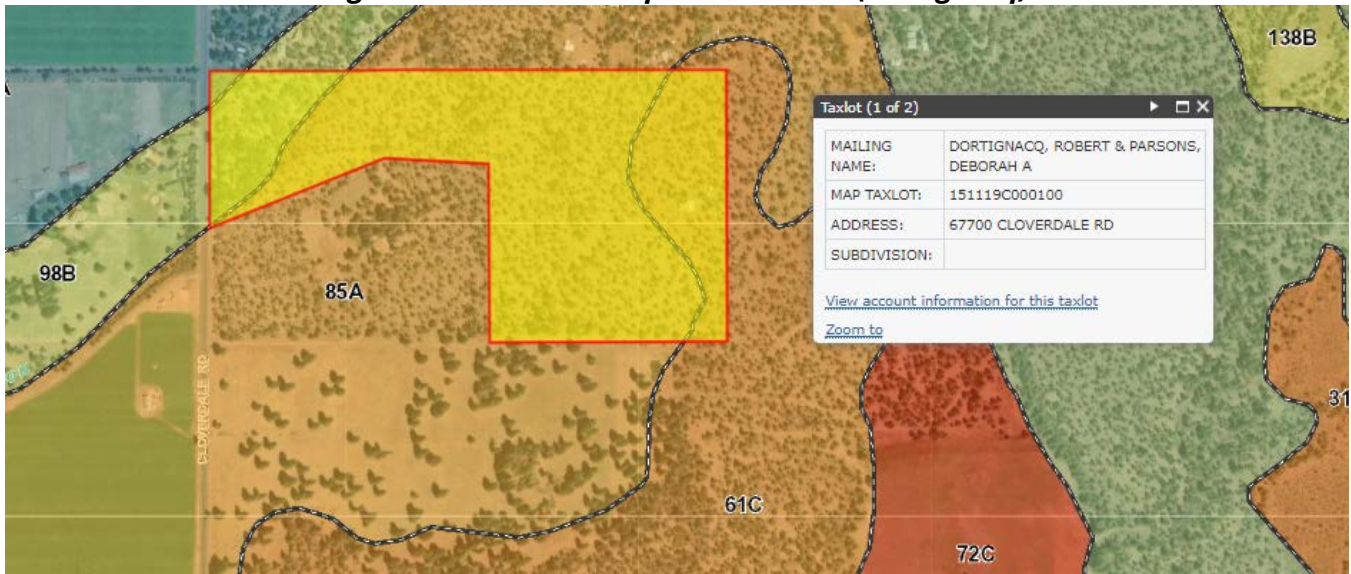 138B
Taxlot (1 of 2)
MAILING NAME: DORTIGNACQ, ROBERT & PARSONS, DEBORAH A
MAP TAXLOT: 151119C000100
ADDRESS: 67700 CLOVERDALE RD
SUBDIVISION:
View account information for this taxlot
Zoom to
98B
85A
CLOVERDALE RD
31
61C
72C